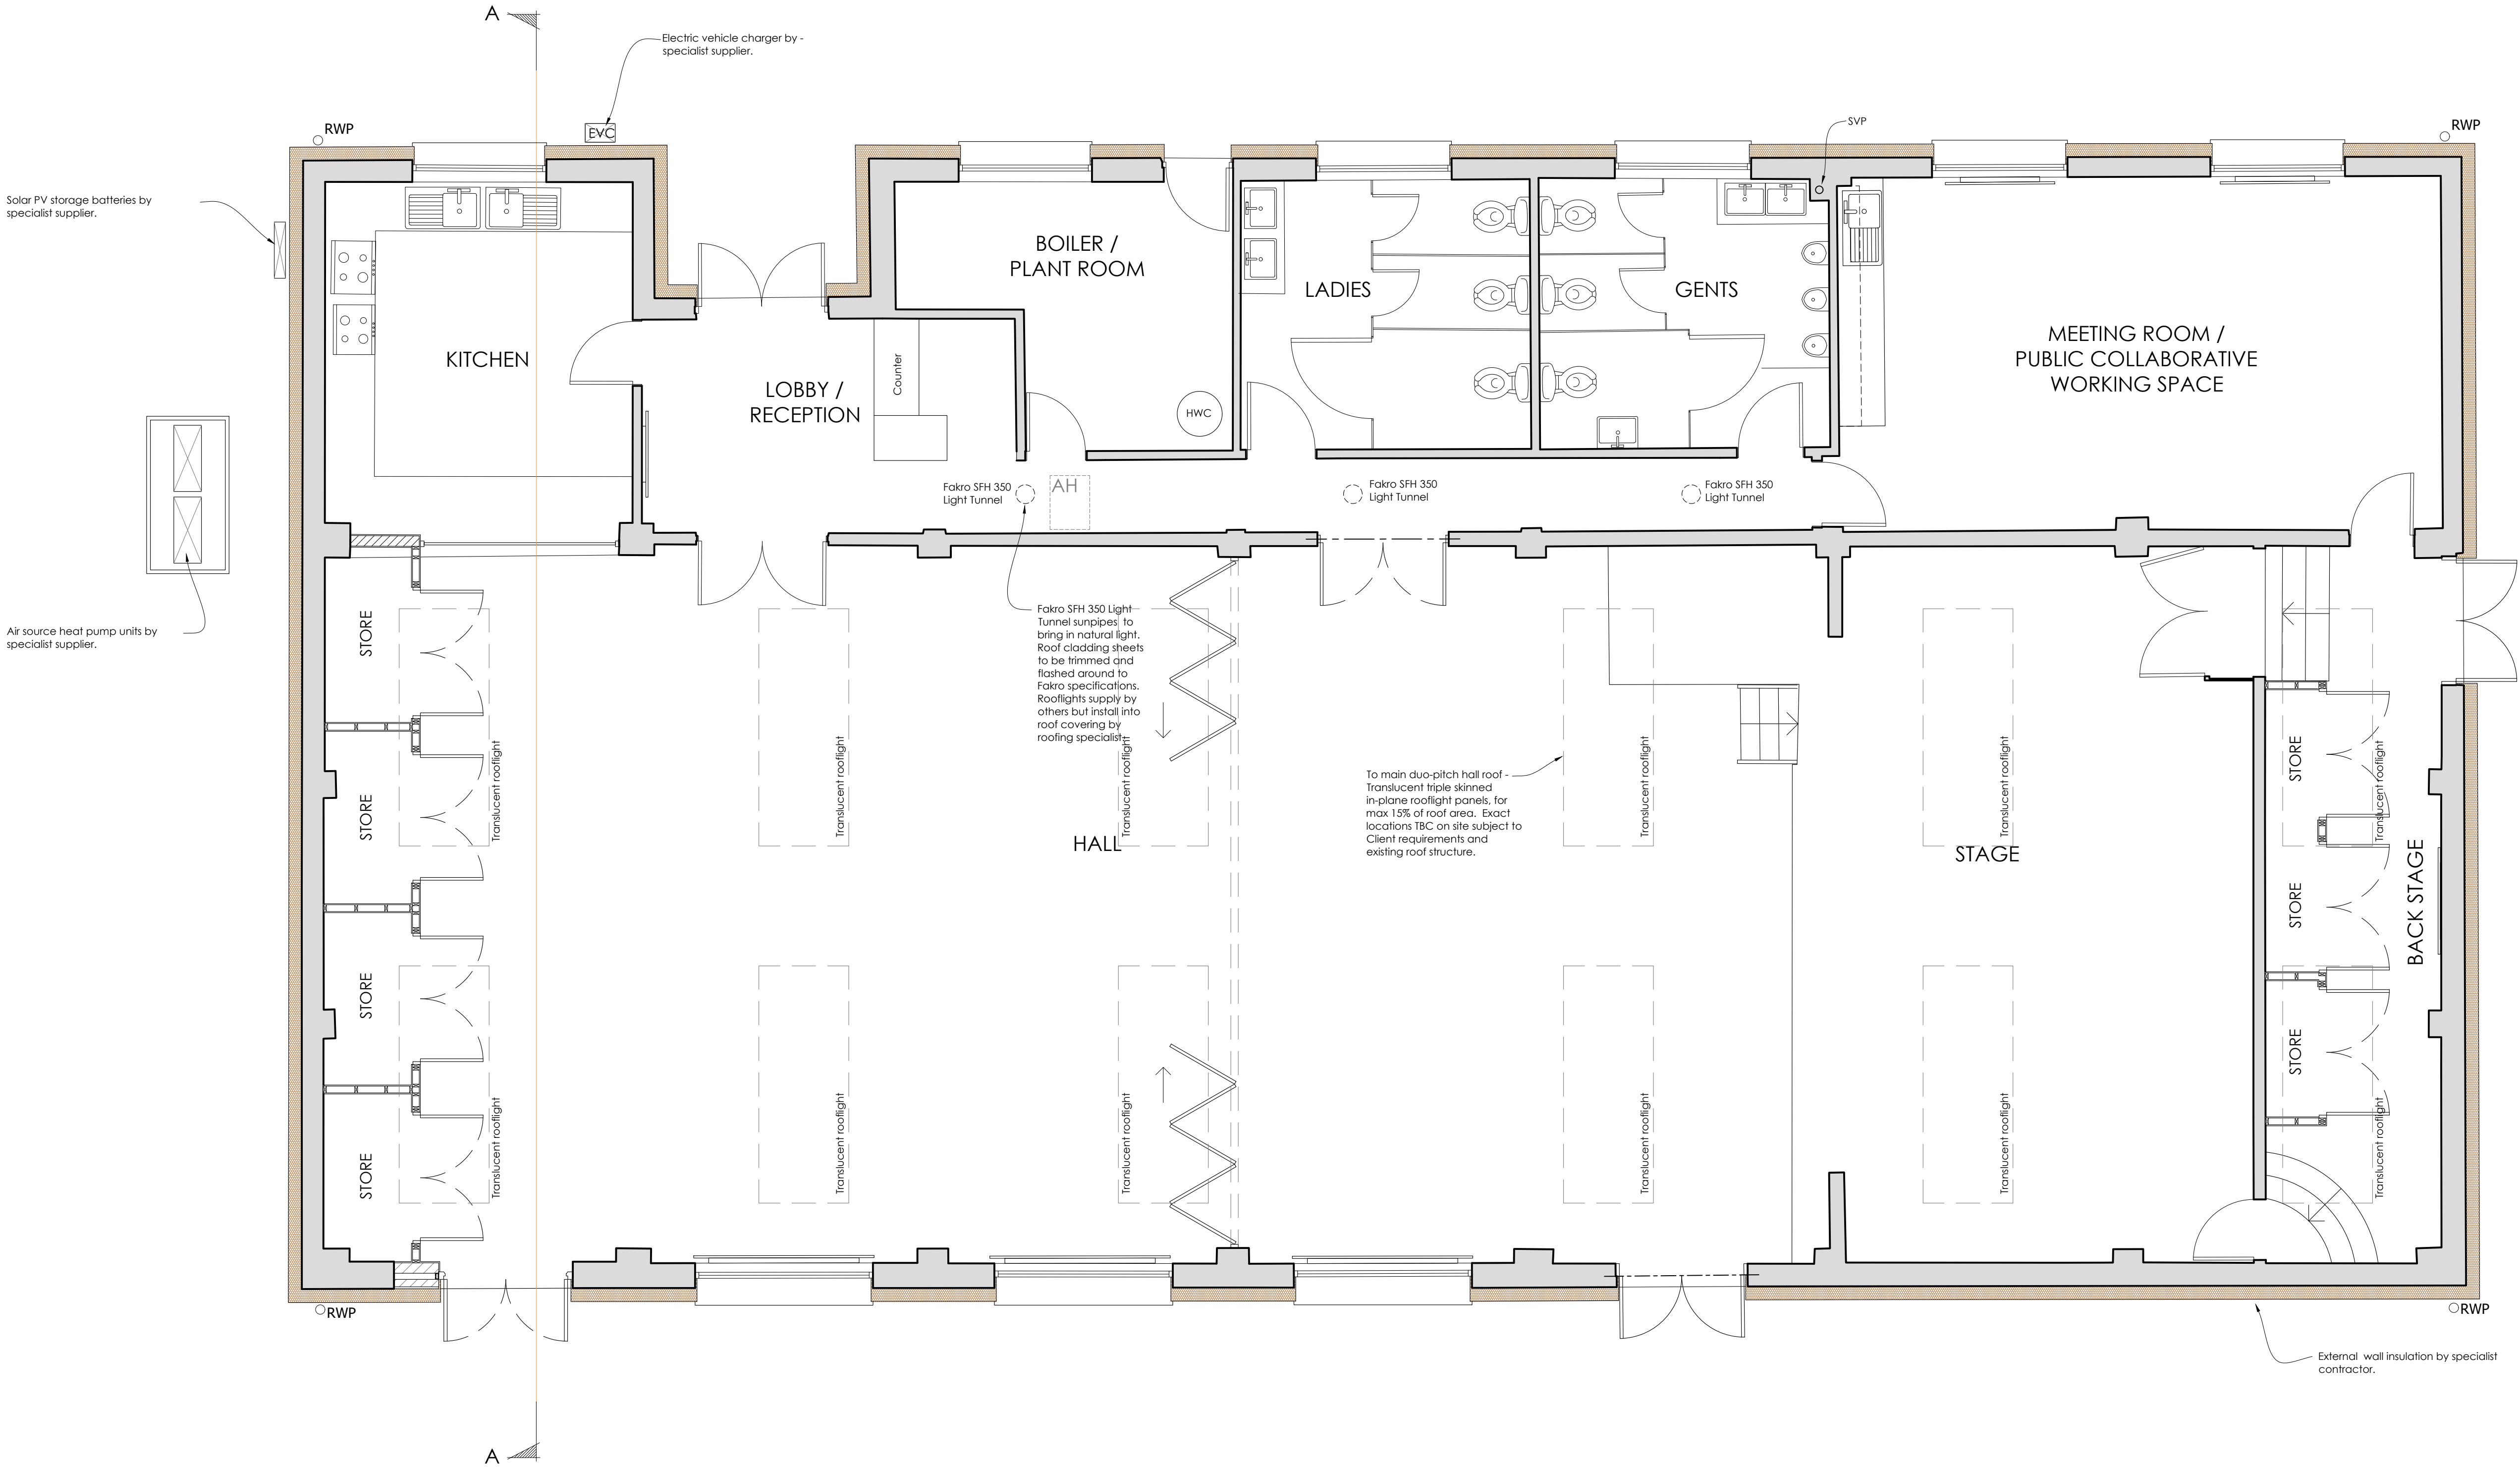 A
Electric vehicle charger by -
specialist supplier.
EVC
RWP
SVP
RWP
Solar PV storage batteries by
specialist supplier.
BOILER /
PLANT ROOM
LADIES
GENTS
MEETING ROOM /
PUBLIC COLLABORATIVE
WORKING SPACE
KITCHEN
LOBBY /
RECEPTION
Counter
HWC
Fakro SFH 350
Light Tunnel
AH
Fakro SFH 350
Light Tunnel
Fakro SFH 350
Light Tunnel
Air source heat pump units by
specialist supplier.
Fakro SFH 350 Light
Tunnel sunpipes to
bring in natural light.
Roof cladding sheets
to be trimmed and
flashed around to
Fakro specifications.
Rooflights supply by
others but install into
roof covering by
roofing specialist.
To main duo-pitch hall roof -
Translucent triple skinned
in-plane rooflight panels, for
max 15% of roof area. Exact
locations TBC on site subject to
Client requirements and
existing roof structure.
STORE
STORE
STORE
STORE
Translucent rooflight
Translucent rooflight
Translucent rooflight
Translucent rooflight
Translucent rooflight
Translucent rooflight
HALL
STAGE
STORE
STORE
STORE
BACK STAGE
Translucent rooflight
Translucent rooflight
Translucent rooflight
Translucent rooflight
Translucent rooflight
Translucent rooflight
RWP
RWP
External wall insulation by specialist
contractor.
A